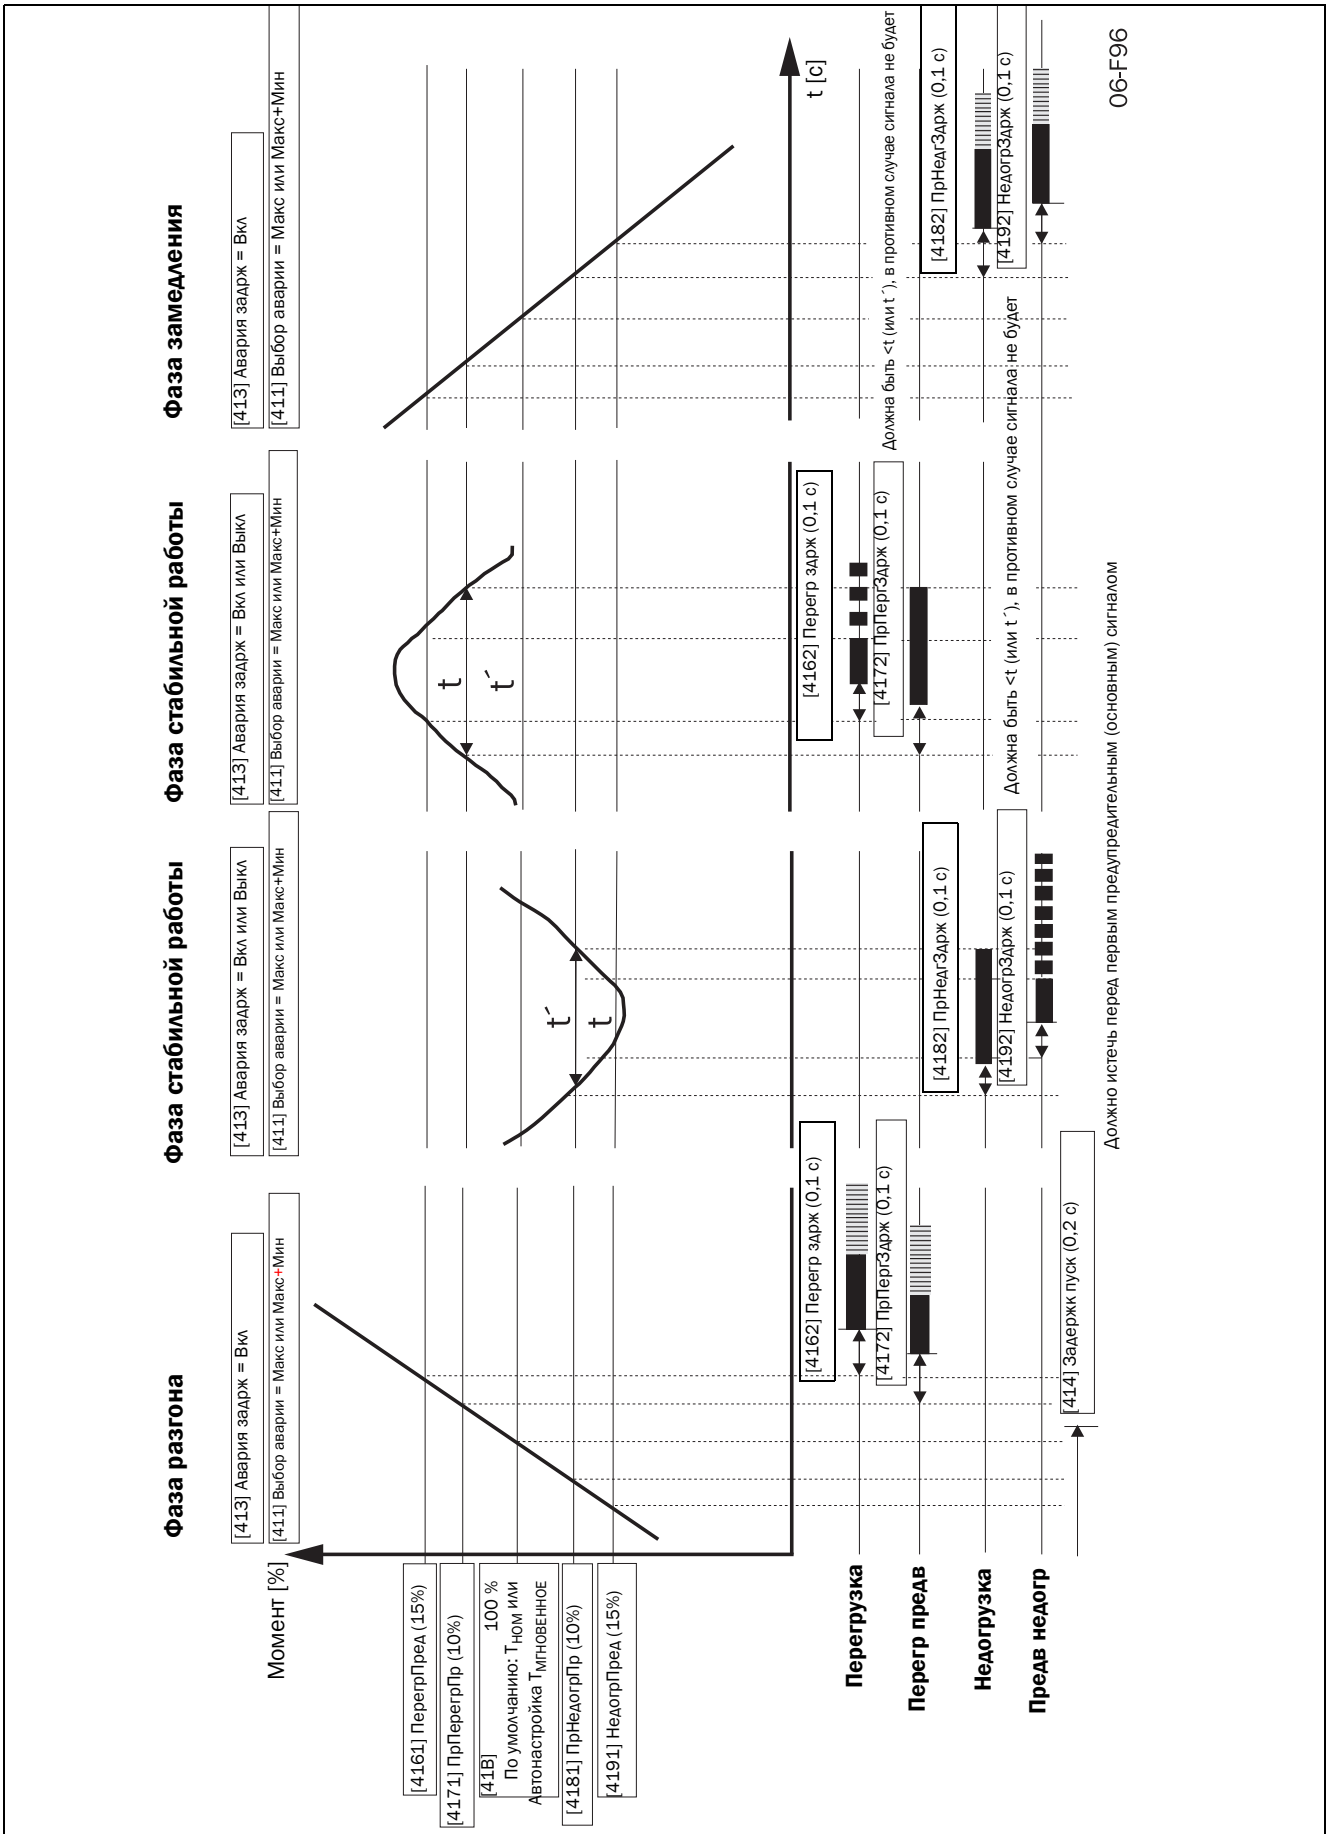 Фаза разгона
Фаза стабильной работы
Фаза стабильной работы
Фаза замедления
[413] Авария задрж = Вкл
[411] Выбор аварии = Макс или Макс+Мин
[413] Авария задрж = Вкл или Выкл
[411] Выбор аварии = Макс или Макс+Мин
[413] Авария задрж = Вкл или Выкл
[411] Выбор аварии = Макс или Макс+Мин
[413] Авария задрж = Вкл
[411] Выбор аварии = Макс или Макс+Мин
Момент [%]
[4161] ПерегрПред (15%)
[4171] ПрПерегрПр (10%)
[41B] 100 %
По умолчанию: TНОМ или
Автонастройка TМГНОВЕННОЕ
[4181] ПрНедогрПр (10%)
[4191] НедогрПред (15%)
t´
t
t
t´
t [c]
[4162] Перегр здрж (0,1 с)
[4162] Перегр здрж (0,1 с)
Перегрузка
[4172] ПрПергЗдрж (0,1 с)
[4172] ПрПергЗдрж (0,1 с)
Должна быть <t (или t´), в противном случае сигнала не будет
Перегр предв
[4182] ПрНедгЗдрж (0,1 с)
[4182] ПрНедгЗдрж (0,1 с)
Недогрузка
[4192] НедогрЗдрж (0,1 с)
Должна быть <t (или t´), в противном случае сигнала не будет
[4192] НедогрЗдрж (0,1 с)
Предв недогр
[414] Задержк пуск (0,2 с)
Должно истечь перед первым предупредительным (основным) сигналом
06-F96